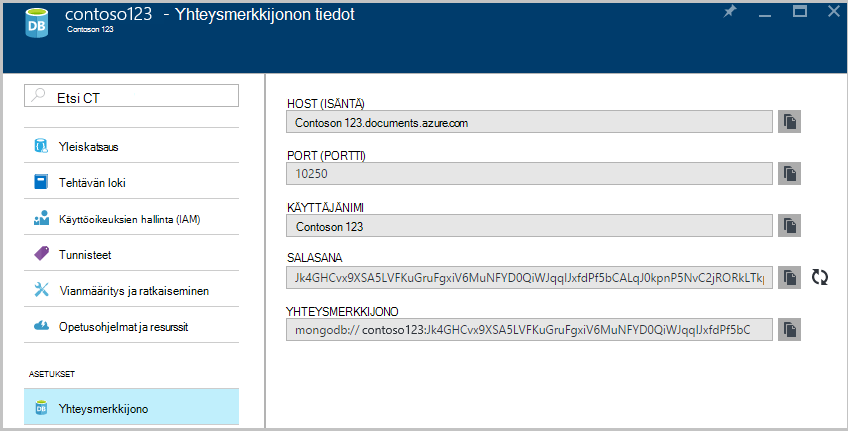 contoso123 - Yhteysmerkkijonon tiedot
Contoson 123
Etsi CT
Yleiskatsaus
Tehtävän loki
Käyttöoikeuksien hallinta (IAM)
Tunnisteet
Vianmääritys ja ratkaiseminen
Opetusohjelmat ja resurssit
ASETUKSET
Yhteysmerkkijono
HOST (ISÄNTÄ)
Contoson 123.documents.azure.com
PORT (PORTTI)
10250
KÄYTTÄJÄNIMI
Contoson 123
SALASANA
Jk4GHCvx9XSA5LVFKuGruFgxiV6MuNFYD0QiWJqqIJxfdPf5bCALqJ0kpnP5NvC2jRORkLTkp
YHTEYSMERKKIJONO
mongodb:// contoso123:Jk4GHCvx9XSA5LVFKuGruFgxiV6MuNFYD0QiWJqqIJxfdPf5bC
DB
DB